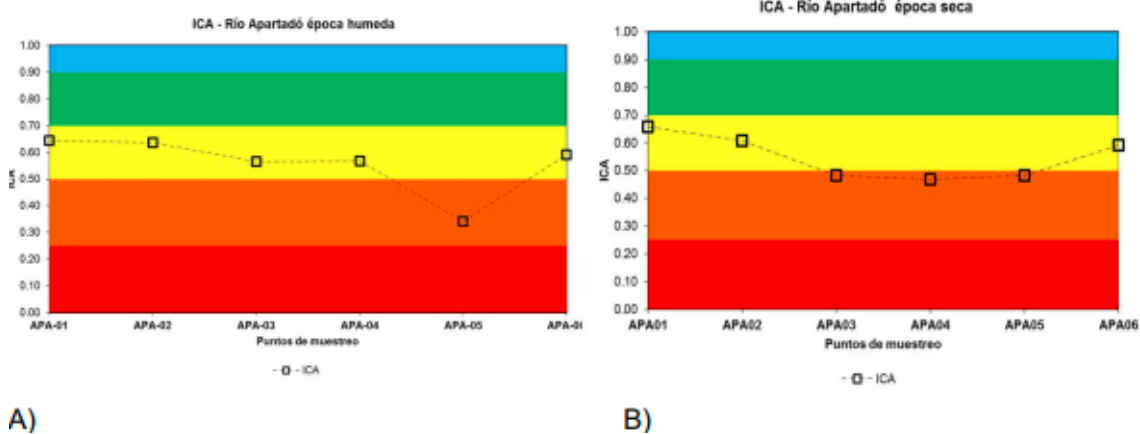 ICA - Río Apartadó época humeda
1.00
0.90
0.80
0.70
0.60
0.50
0.40
0.30
0.20
0.10
0.00
ICA
APA-01 APA-02 APA-03 APA-04 APA-05
Puntos de muestreo
- - ICA
A)
ICA - Río Apartadó época seca
1.00
0.90
0.80
0.70
0.60
0.50
0.40
0.30
0.20
0.10
0.00
ICA
APA01 APA02 APA03 APA04 APA05 APA06
Puntos de muestreo
- - ICA
B)